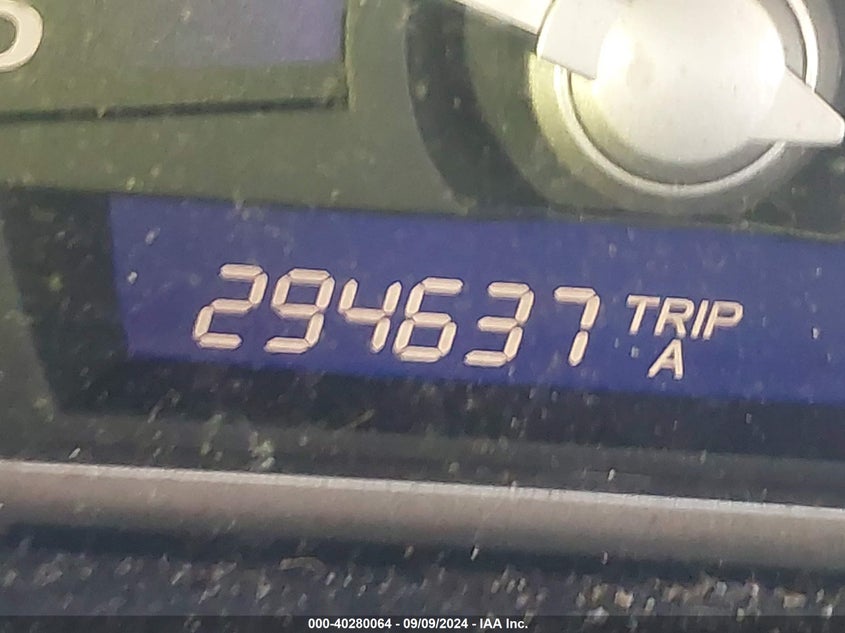 294637 TRIP
A
000-40280064 - 09/09/2024 - IAA Inc.